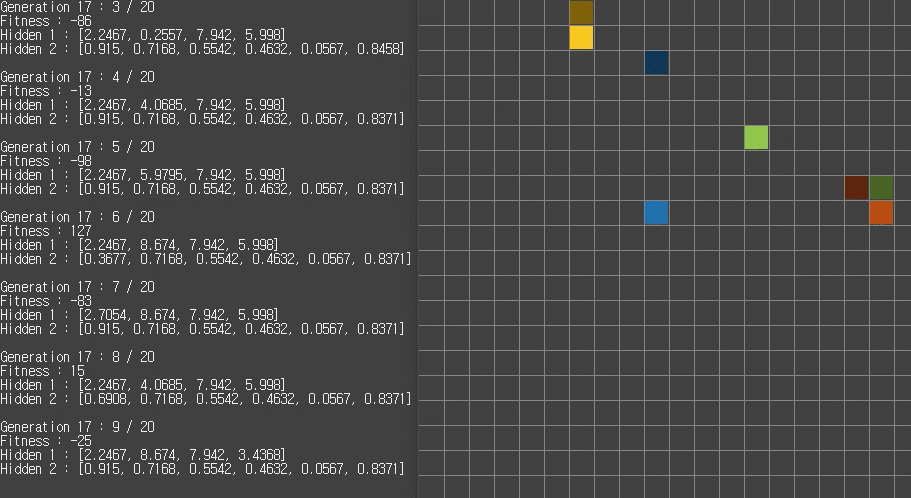 Generation 17 : 3 / 20
Fitness : -86
Hidden 1 : [2.2467, 0.2557, 7.942, 5.998]
Hidden 2 : [0.915, 0.7168, 0.5542, 0.4632, 0.0567, 0.8458]
Generation 17 : 4 / 20
Fitness : -13
Hidden 1 : [2.2467, 4.0685, 7.942, 5.998]
Hidden 2 : [0.915, 0.7168, 0.5542, 0.4632, 0.0567, 0.8371]
Generation 17 : 5 / 20
Fitness : -98
Hidden 1 : [2.2467, 5.9795, 7.942, 5.998]
Hidden 2 : [0.915, 0.7168, 0.5542, 0.4632, 0.0567, 0.8371]
Generation 17 : 6 / 20
Fitness : 127
Hidden 1 : [2.2467, 8.674, 7.942, 5.998]
Hidden 2 : [0.3677, 0.7168, 0.5542, 0.4632, 0.0567, 0.8371]
Generation 17 : 7 / 20
Fitness : -83
Hidden 1 : [2.7054, 8.674, 7.942, 5.998]
Hidden 2 : [0.915, 0.7168, 0.5542, 0.4632, 0.0567, 0.8371]
Generation 17 : 8 / 20
Fitness : 15
Hidden 1 : [2.2467, 4.0685, 7.942, 5.998]
Hidden 2 : [0.6908, 0.7168, 0.5542, 0.4632, 0.0567, 0.8371]
Generation 17 : 9 / 20
Fitness : -25
Hidden 1 : [2.2467, 8.674, 7.942, 3.4368]
Hidden 2 : [0.915, 0.7168, 0.5542, 0.4632, 0.0567, 0.8371]